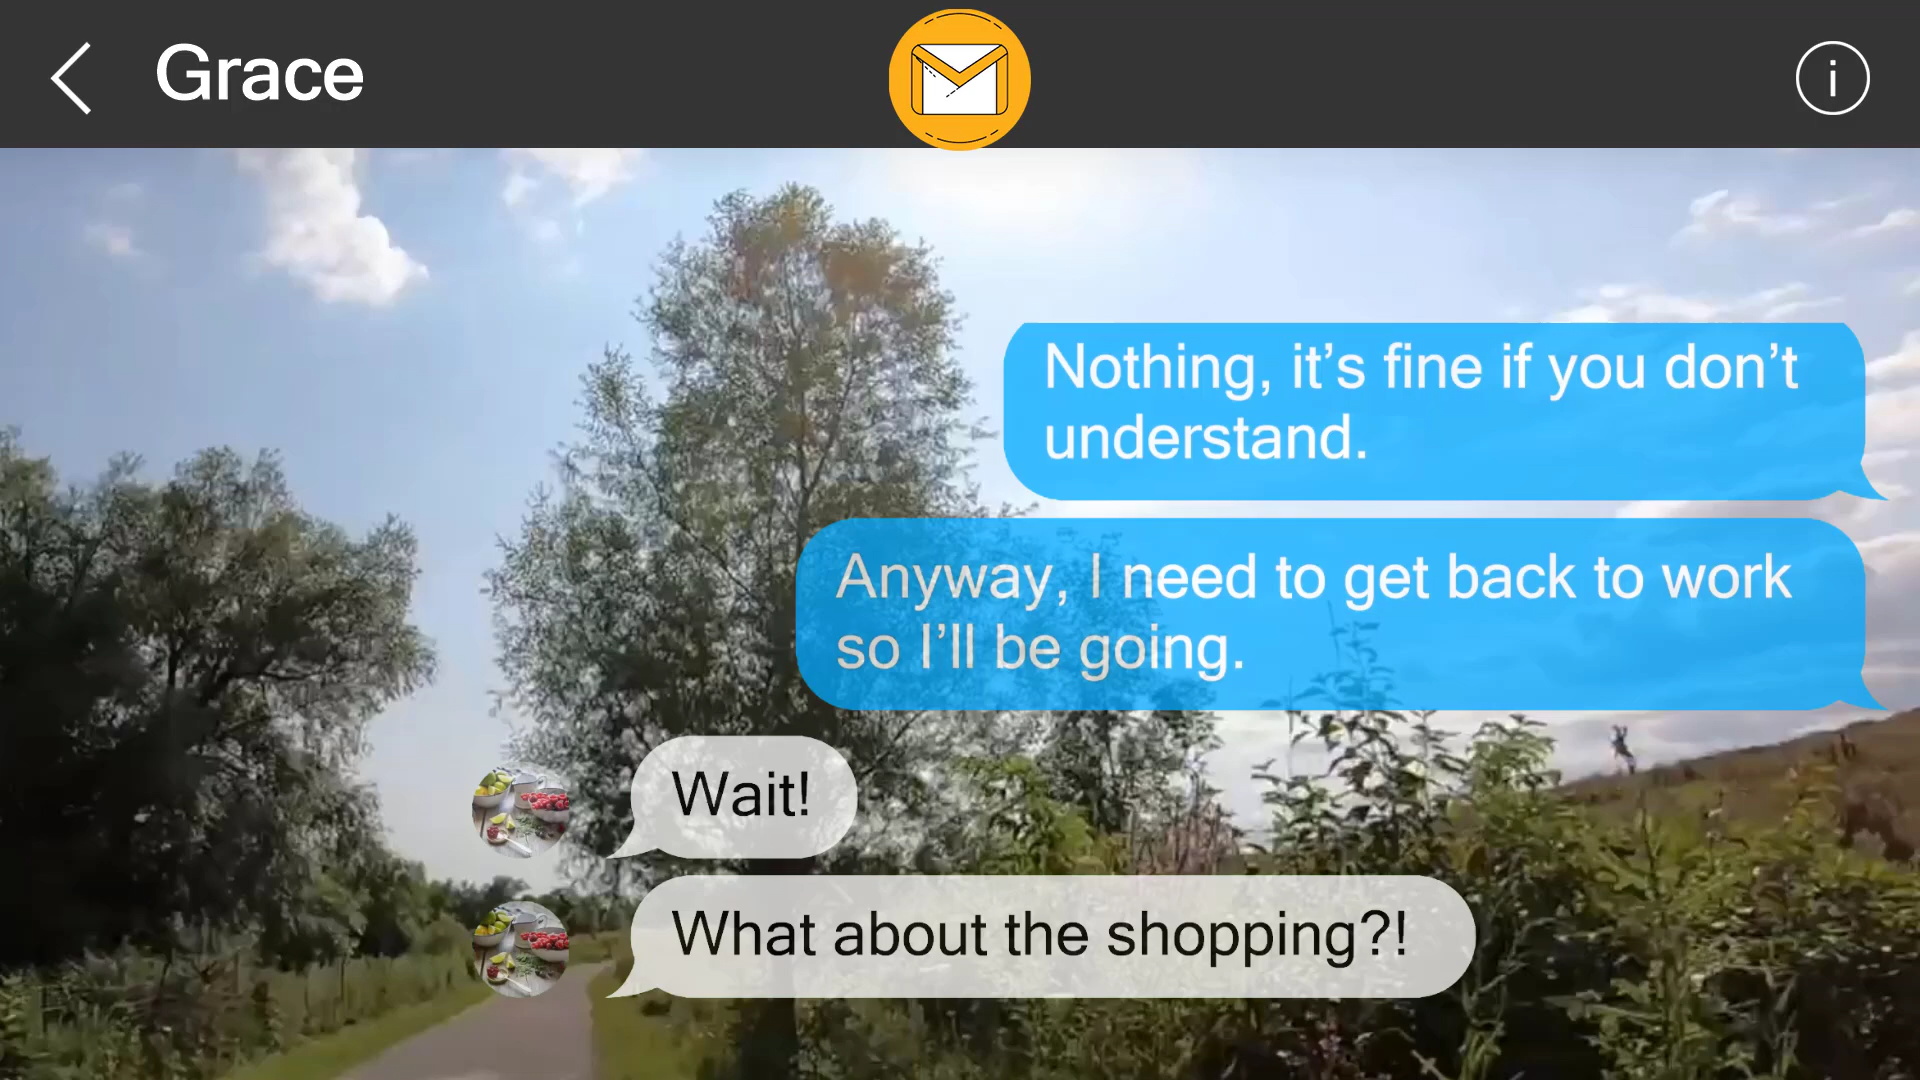 Grace
Nothing, it’s fine if you don’t
understand.
Anyway, I need to get back to work
so I’ll be going.
Wait!
What about the shopping?!